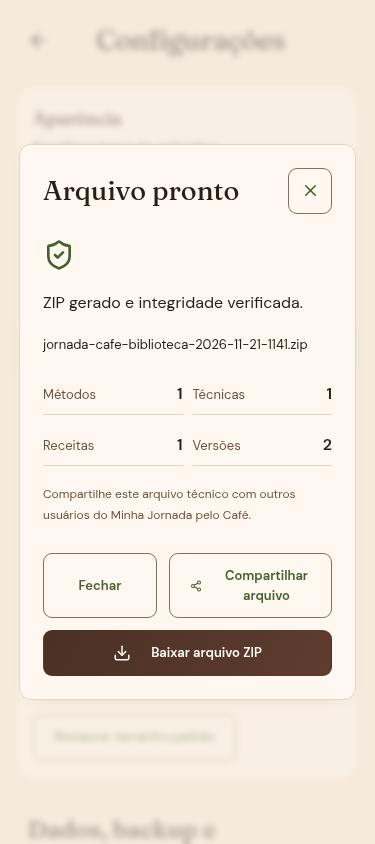 Configurações
Aparência
Arquivo pronto
ZIP gerado e integridade verificada.
jornada-cafe-biblioteca-2026-11-21-1141.zip
Métodos 1 Técnicas 1
Receitas 1 Versões 2
Compartilhe este arquivo técnico com outros
usuários do Minha Jornada pelo Café.
Fechar
Compartilhar
arquivo
Baixar arquivo ZIP
Restaurar tamanho padrão
Dados, backup e